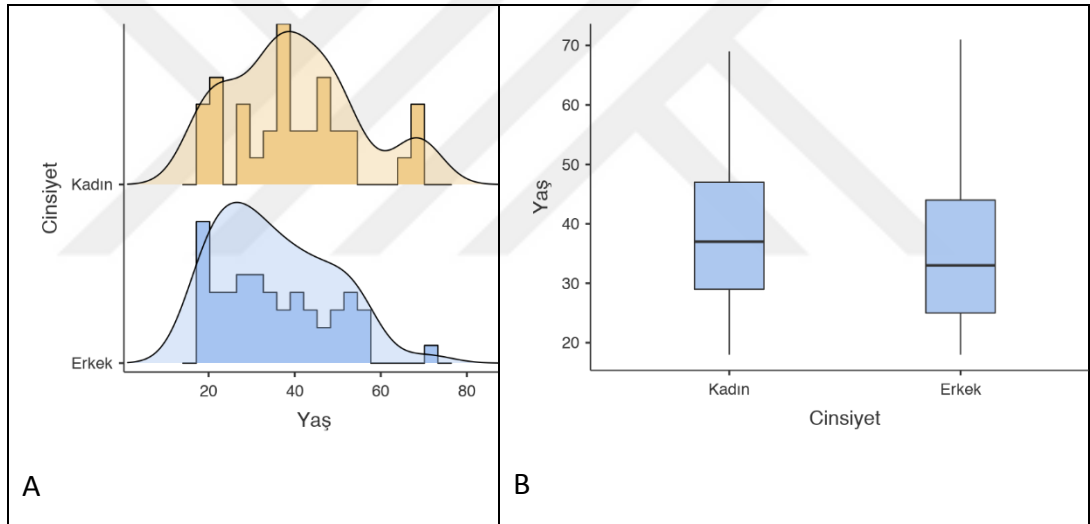 Cinsiyet
Kadın
Erkek
20 40 60 80
Yaş
A
Yaş
70
60
50
40
30
20
Kadın Erkek
Cinsiyet
B